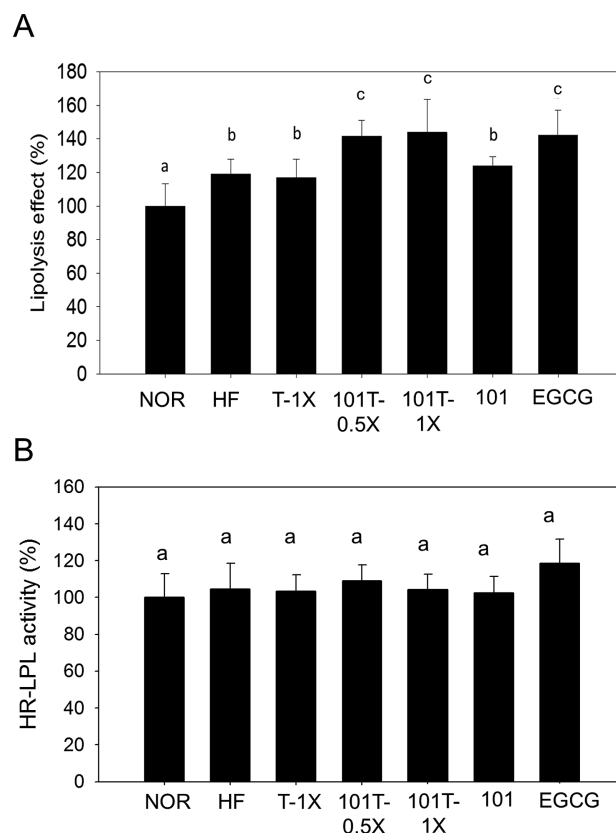 A
Lipolysis effect (%)
180
160
140
120
100
80
60
40
20
0
a
b
b
c
c
b
c
NOR
HF
T-1X
101T-
0.5X
101T-
1X
101
EGCG
B
HR-LPL activity (%)
160
140
120
100
80
60
40
20
0
a
a
a
a
a
a
a
NOR
HF
T-1X
101T-
0.5X
101T-
1X
101
EGCG